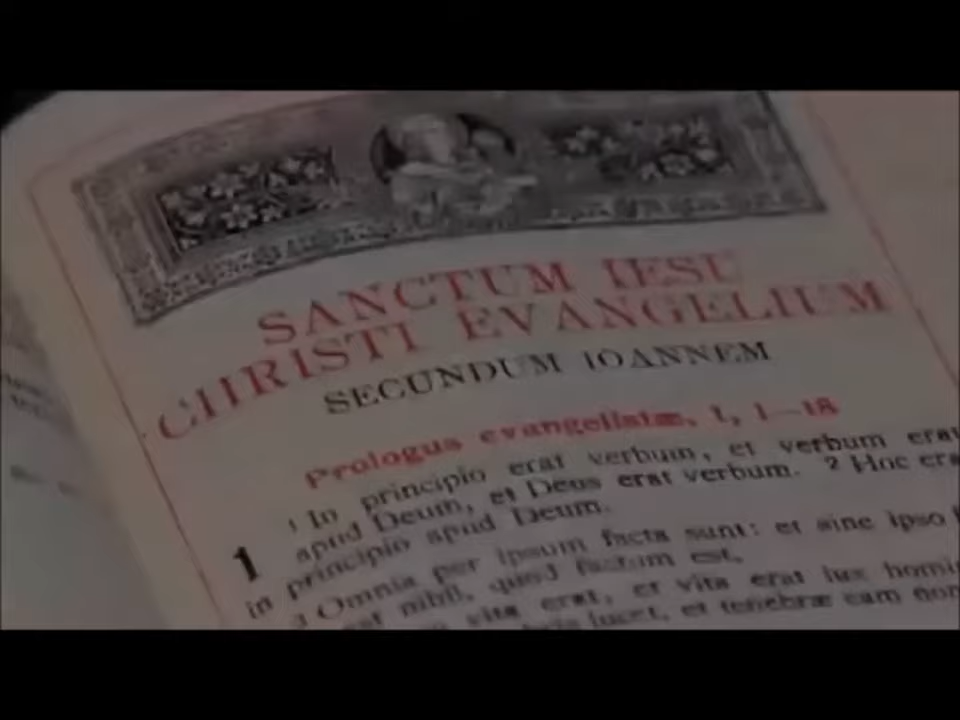 SANCTUM IESU
CHRISTI EVANGELIUM
SECUNDUM IOANNEM
Prologus evangelistæ, 1, 1—18
1 1 In principio erat verbum, et verbum erat
apud Deum, et Deus erat verbum. 2 Hoc erat
in principio apud Deum.
3 Omnia per ipsum facta sunt: et sine ipso
est nihil, quod factum est,
vita erat, et vita erat lux homi
lucet, et tenebræ eam non